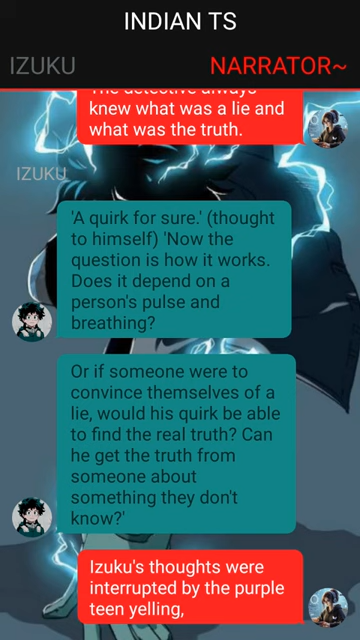 INDIAN TS
IZUKU
NARRATOR~
The detective always
knew what was a lie and
what was the truth.
IZUKU
'A quirk for sure.' (thought
to himself) 'Now the
question is how it works.
Does it depend on a
person's pulse and
breathing?
Or if someone were to
convince themselves of a
lie, would his quirk be able
to find the real truth? Can
he get the truth from
someone about
something they don't
know?'
Izuku's thoughts were
interrupted by the purple
teen yelling,